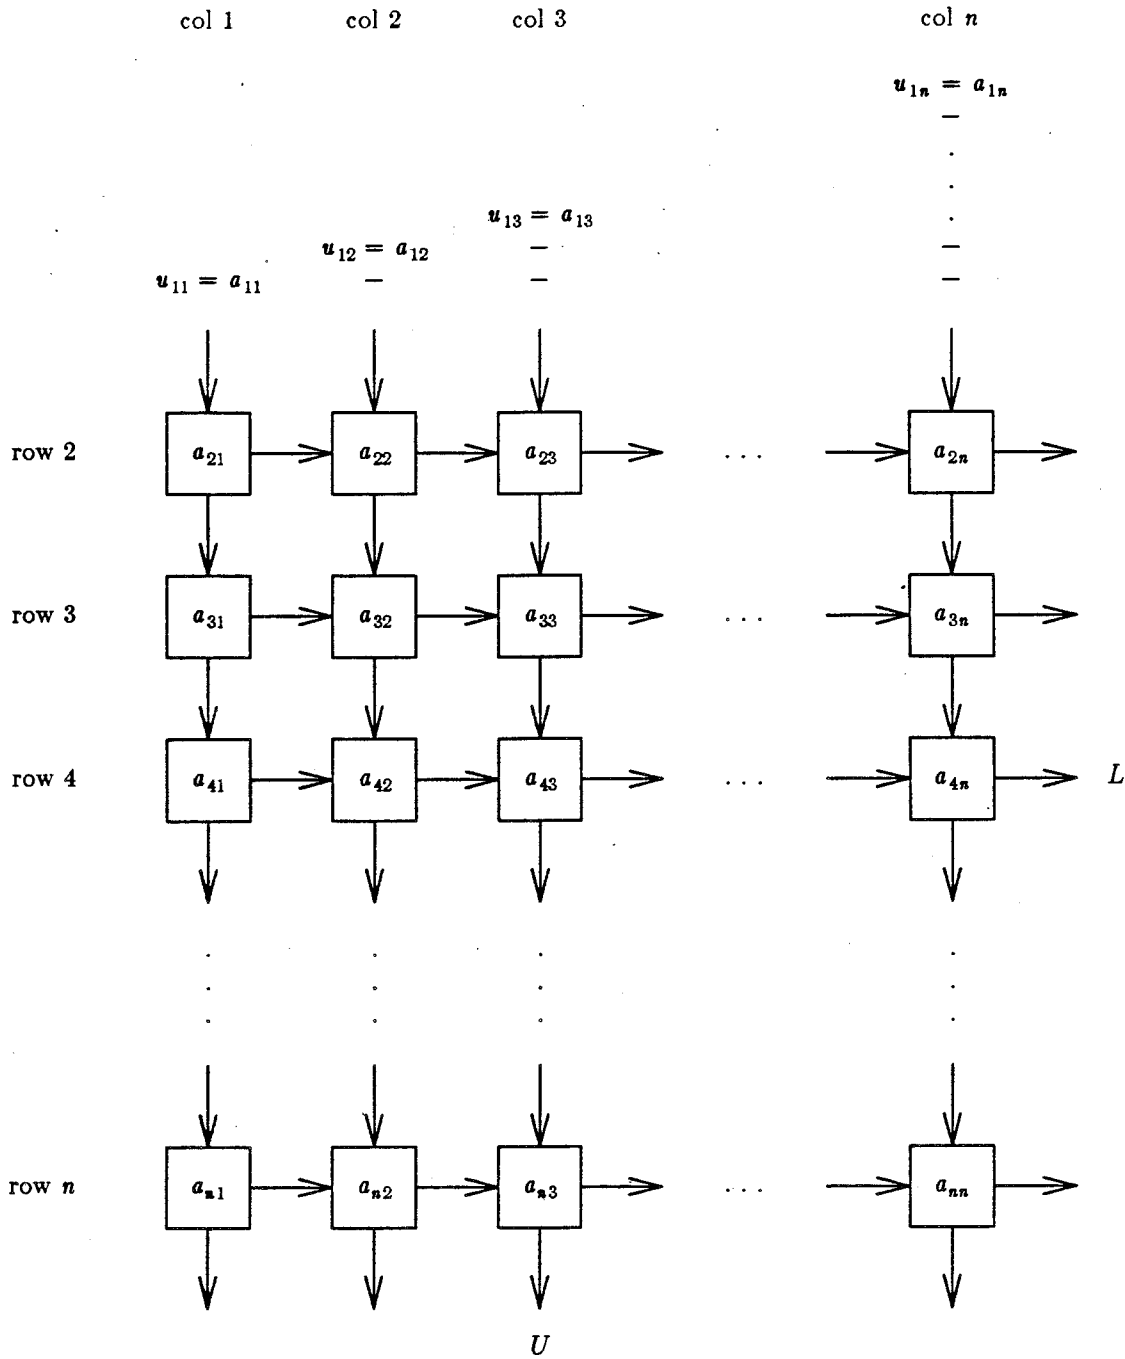 col 1 col 2 col 3 col n
u₁ₙ = a₁ₙ
–
.
.
.
u₁₃ = a₁₃
u₁₂ = a₁₂ – –
u₁₁ = a₁₁ – – –
row 2 a₂₁ a₂₂ a₂₃ . . . a₂ₙ
row 3 a₃₁ a₃₂ a₃₃ . . . a₃ₙ
row 4 a₄₁ a₄₂ a₄₃ . . . a₄ₙ L
. . . .
. . . .
. . . .
row n aₙ₁ aₙ₂ aₙ₃ . . . aₙₙ
U